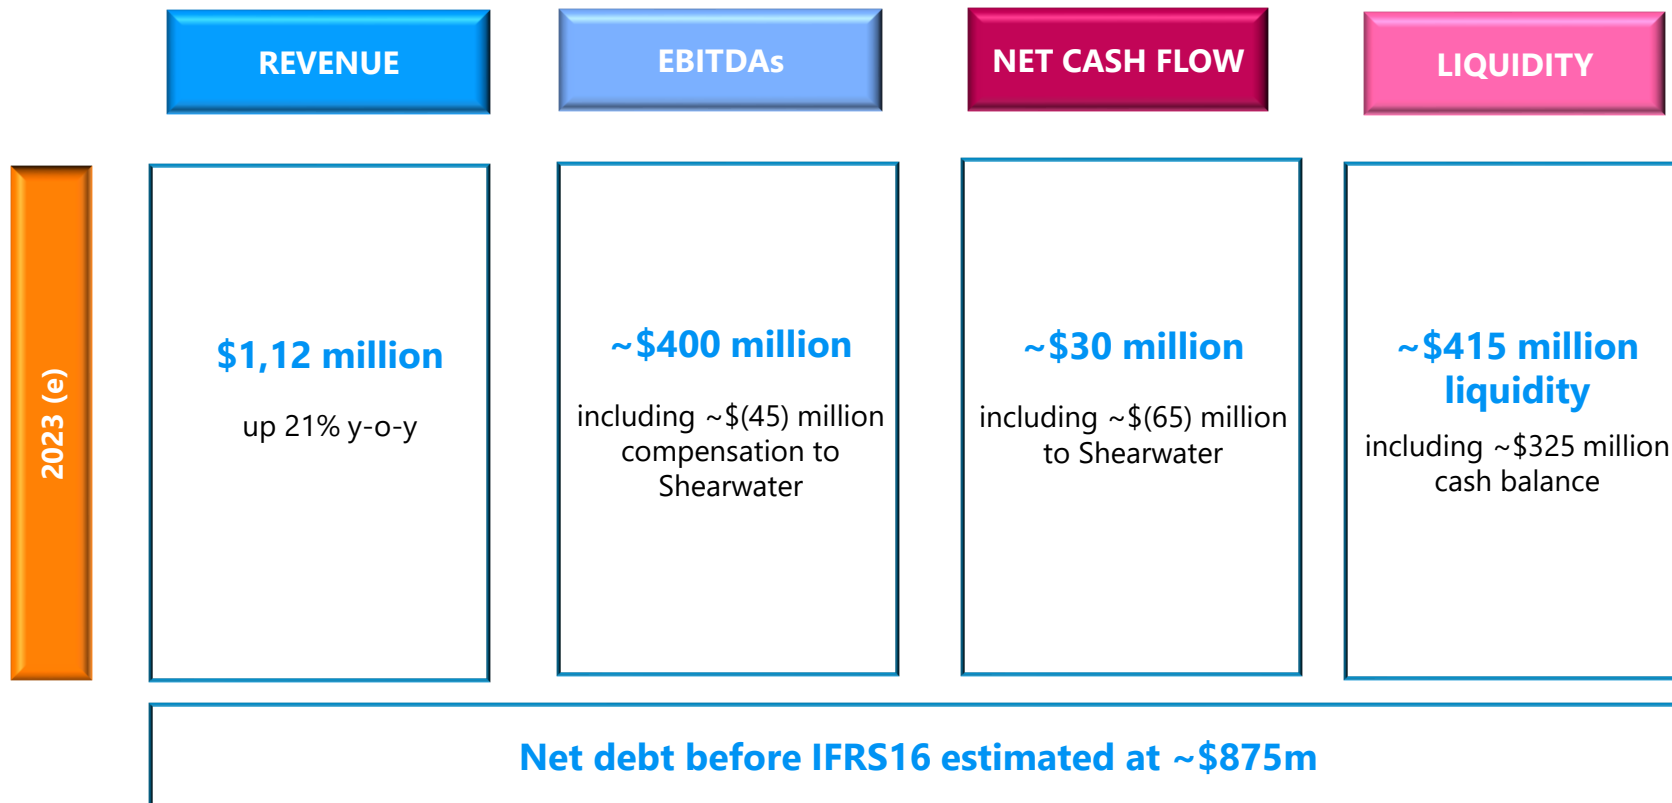 REVENUE
EBITDAs
NET CASH FLOW
LIQUIDITY
2023 (e)
$1,12 million
up 21% y-o-y
~$400 million
including ~$(45) million
compensation to
Shearwater
~$30 million
including ~$(65) million
to Shearwater
~$415 million
liquidity
including ~$325 million
cash balance
Net debt before IFRS16 estimated at ~$875m